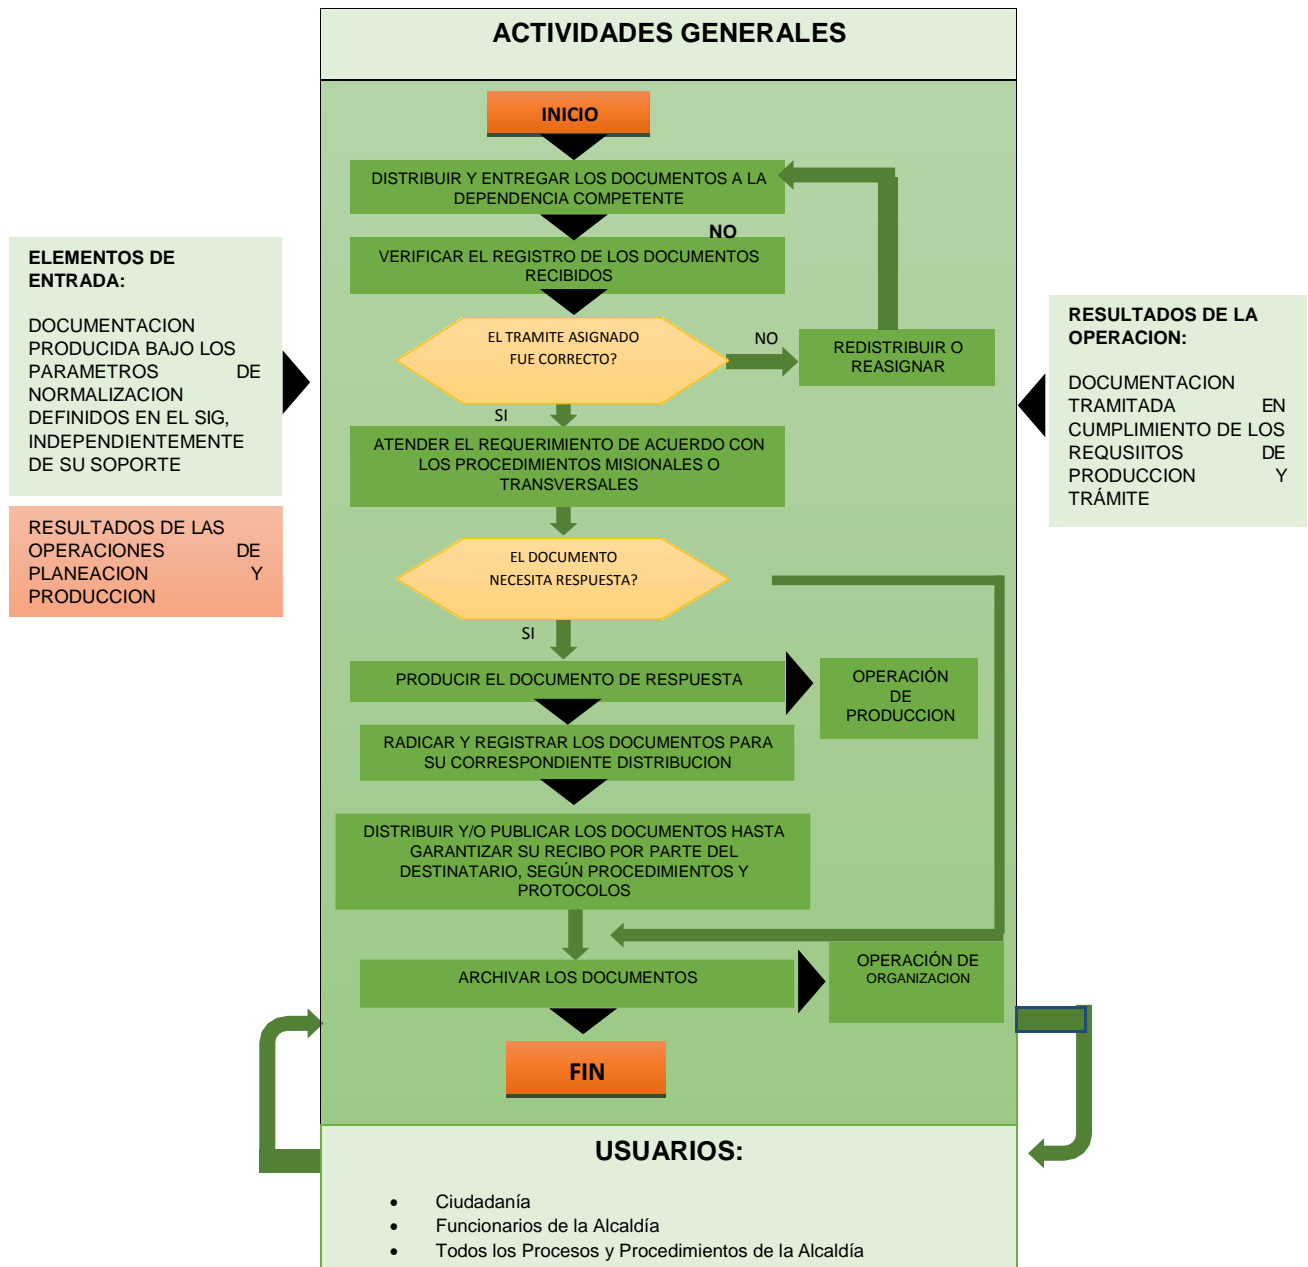 ACTIVIDADES GENERALES
INICIO
DISTRIBUIR Y ENTREGAR LOS DOCUMENTOS A LA
DEPENDENCIA COMPETENTE
NO
VERIFICAR EL REGISTRO DE LOS DOCUMENTOS
RECIBIDOS
ELEMENTOS DE
ENTRADA:
DOCUMENTACION
PRODUCIDA BAJO LOS
PARAMETROS DE
NORMALIZACION
DEFINIDOS EN EL SIG,
INDEPENDIENTEMENTE
DE SU SOPORTE
RESULTADOS DE LAS
OPERACIONES DE
PLANEACION Y
PRODUCCION
EL TRAMITE ASIGNADO
FUE CORRECTO?
NO
REDISTRIBUIR O
REASIGNAR
RESULTADOS DE LA
OPERACION:
DOCUMENTACION
TRAMITADA EN
CUMPLIMIENTO DE LOS
REQUSIITOS DE
PRODUCCION Y
TRÁMITE
SI
ATENDER EL REQUERIMIENTO DE ACUERDO CON
LOS PROCEDIMIENTOS MISIONALES O
TRANSVERSALES
EL DOCUMENTO
NECESITA RESPUESTA?
SI
PRODUCIR EL DOCUMENTO DE RESPUESTA
OPERACIÓN
DE
PRODUCCION
RADICAR Y REGISTRAR LOS DOCUMENTOS PARA
SU CORRESPONDIENTE DISTRIBUCION
DISTRIBUIR Y/O PUBLICAR LOS DOCUMENTOS HASTA
GARANTIZAR SU RECIBO POR PARTE DEL
DESTINATARIO, SEGÚN PROCEDIMIENTOS Y
PROTOCOLOS
ARCHIVAR LOS DOCUMENTOS
OPERACIÓN DE
ORGANIZACION
FIN
USUARIOS:
• Ciudadanía
• Funcionarios de la Alcaldía
• Todos los Procesos y Procedimientos de la Alcaldía